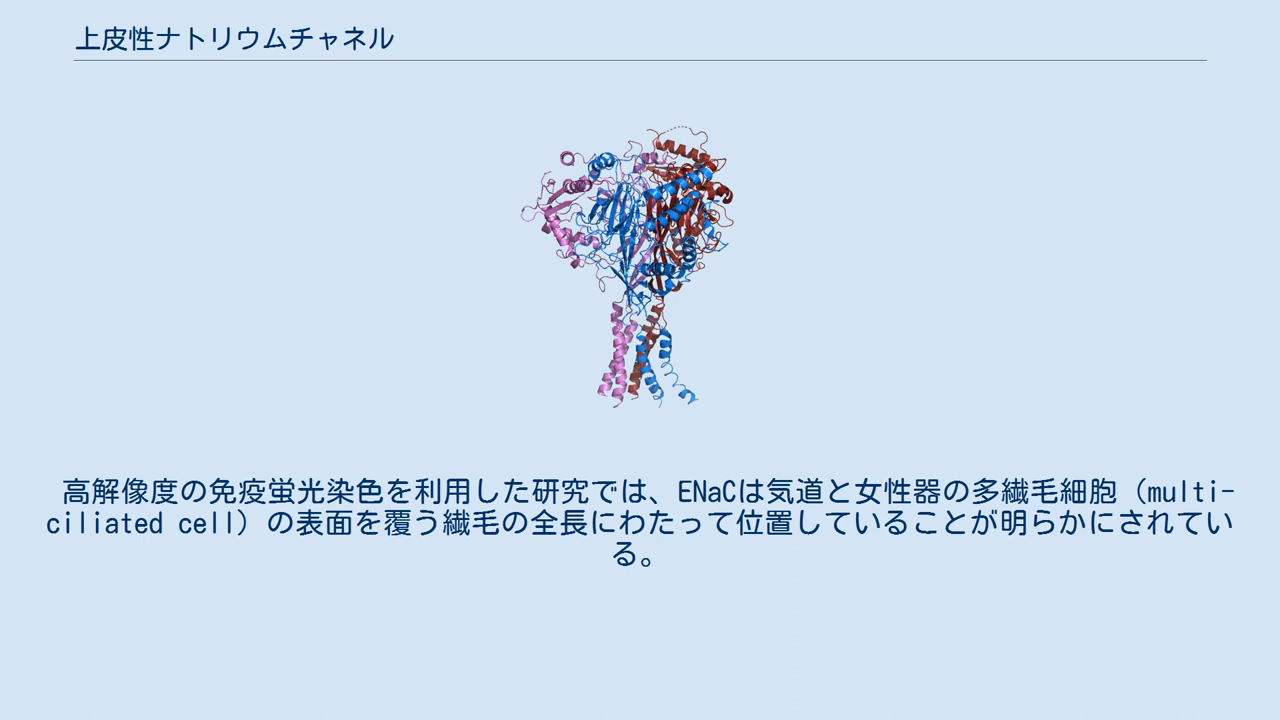 上皮性ナトリウムチャネル
高解像度の免疫蛍光染色を利用した研究では、ENaCは気道と女性器の多繊毛細胞（multi-
ciliated cell）の表面を覆う繊毛の全長にわたって位置していることが明らかにされてい
る。